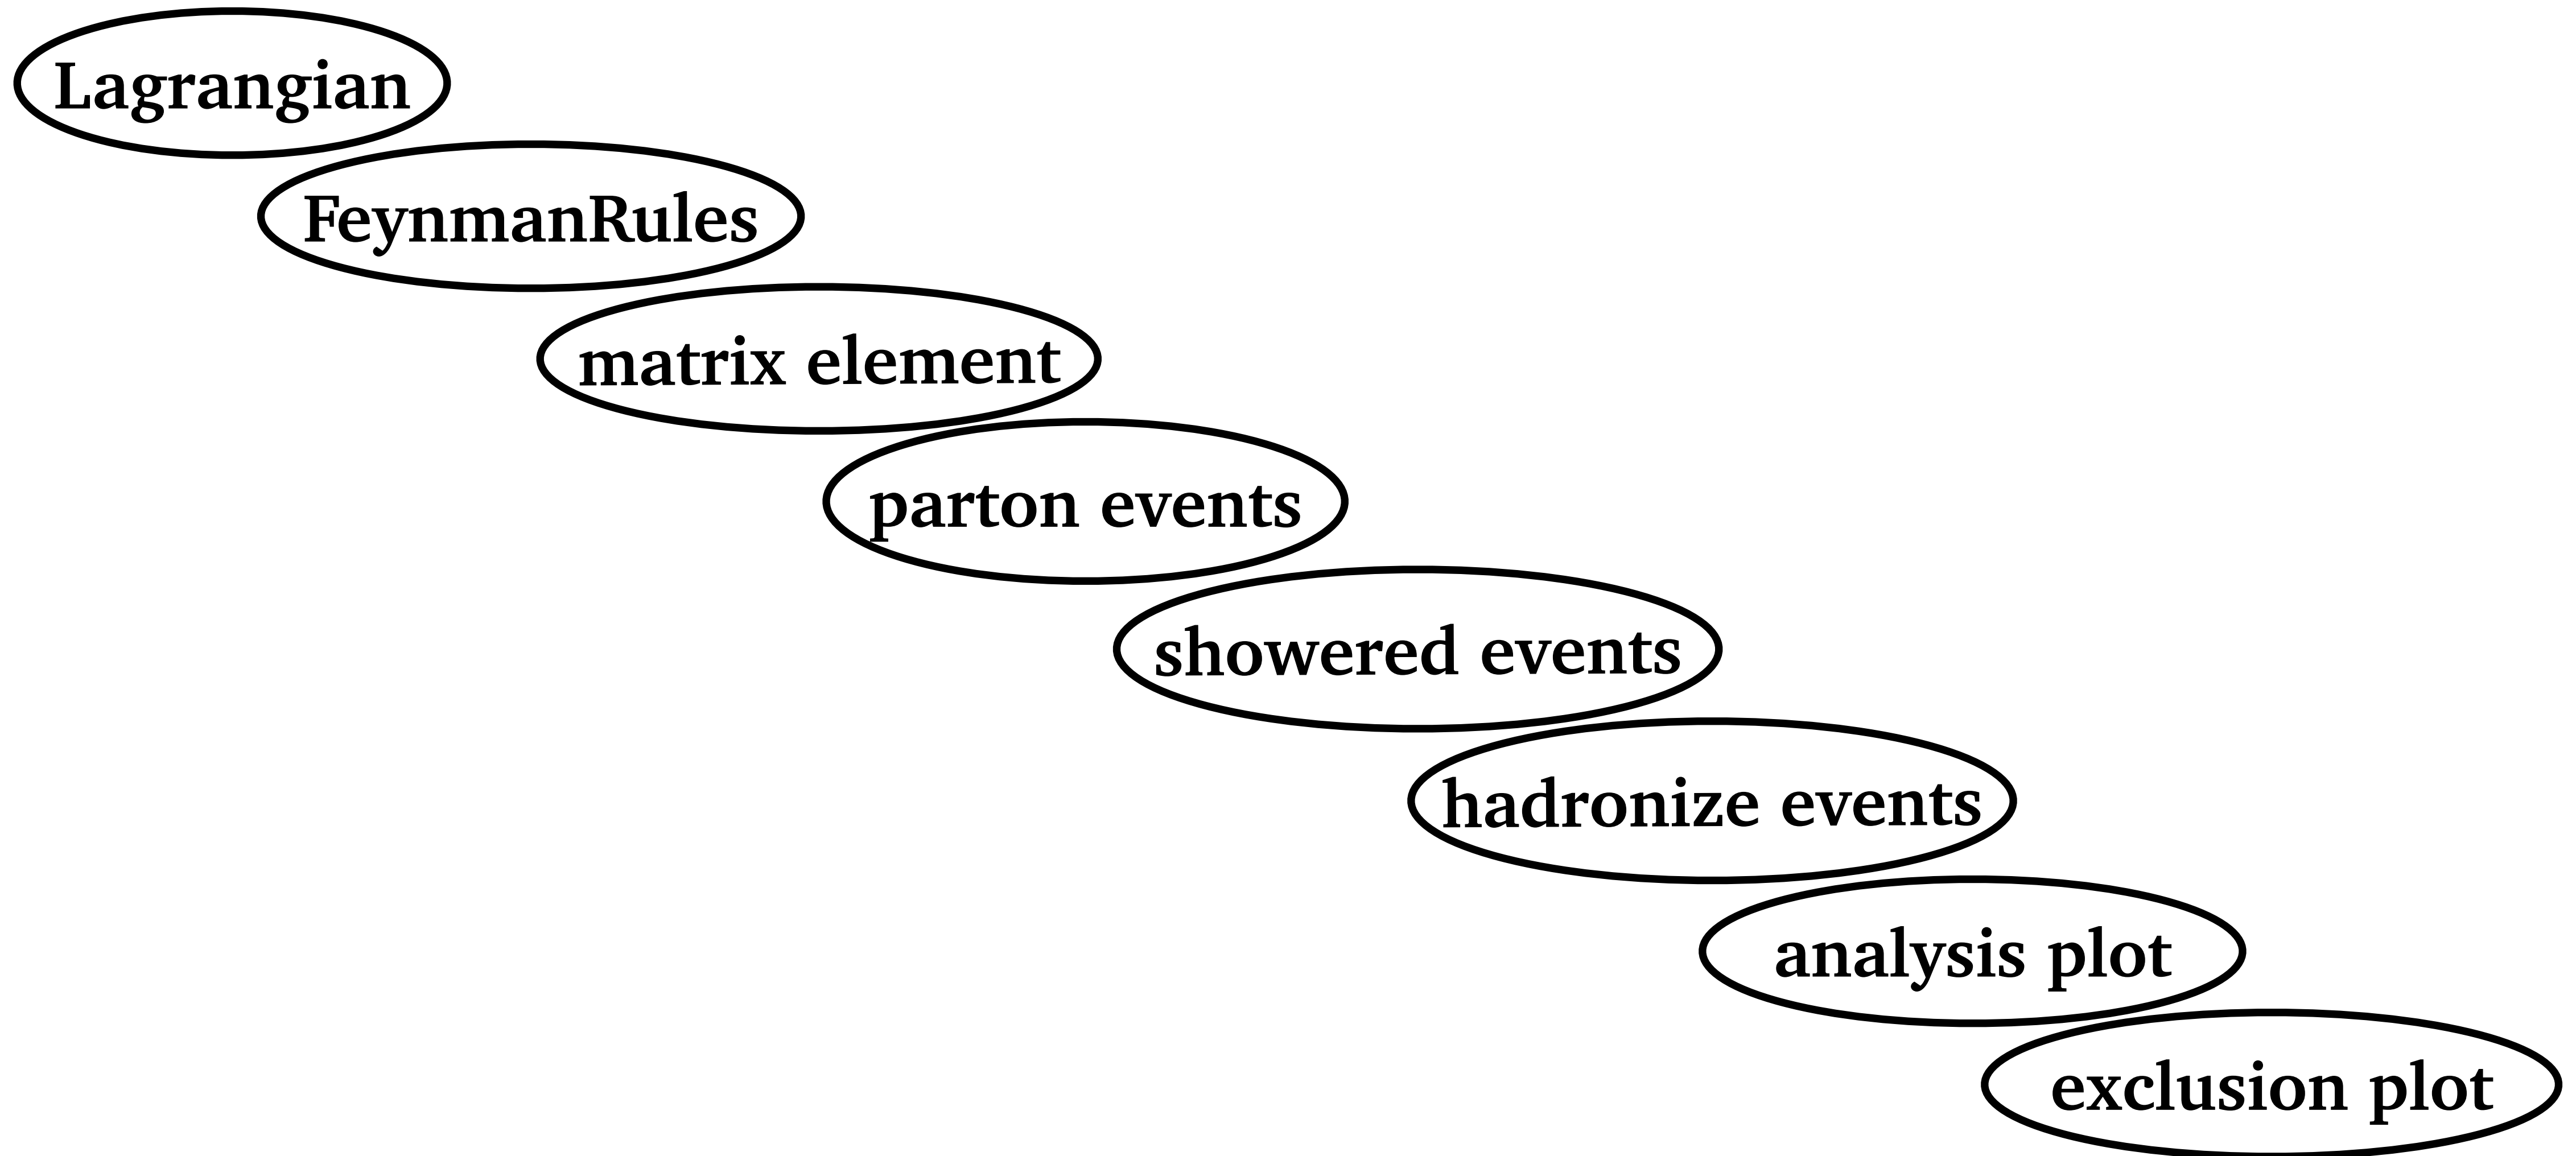 Lagrangian
FeynmanRules
matrix element
parton events
showered events
hadronize events
analysis plot
exclusion plot